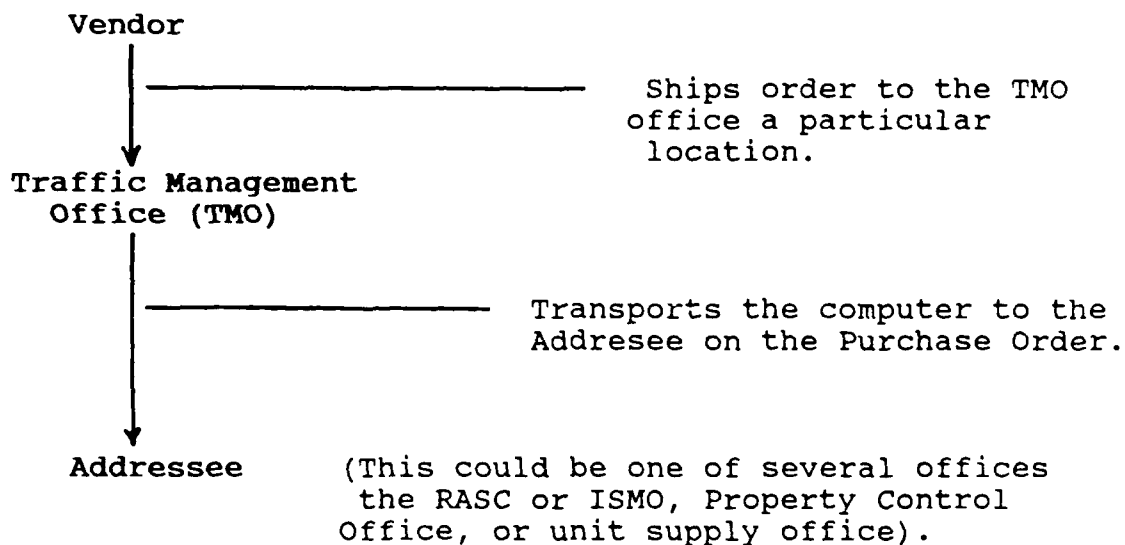 Vendor
Ships order to the TMO
office a particular
location.
Traffic Management
Office (TMO)
Transports the computer to the
Addresee on the Purchase Order.
Addressee (This could be one of several offices
the RASC or ISMO, Property Control
Office, or unit supply office).